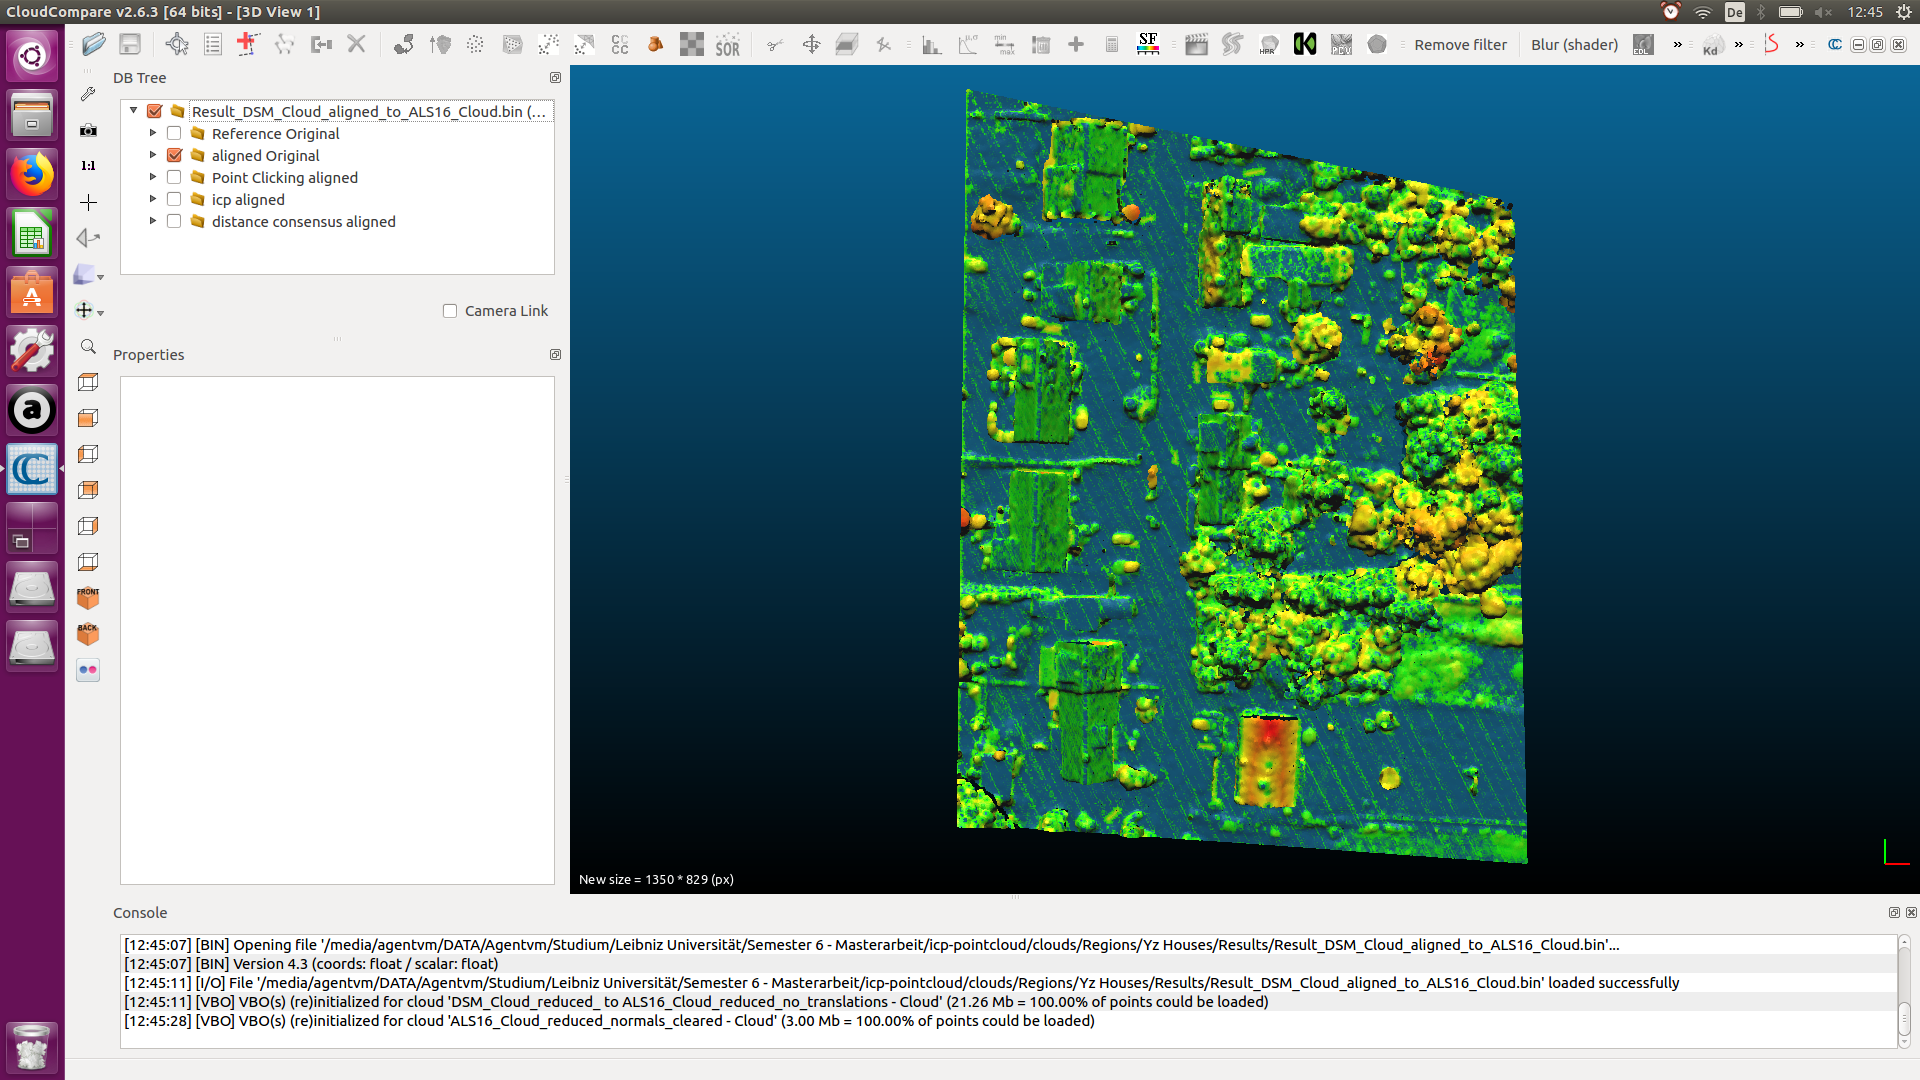 CloudCompare v2.6.3 [64 bits] - [3D View 1]
De
12:45
CC
SOR
min
max
SF
HPR
PCV
Remove filter
Blur (shader)
EDL
»
Kd
»
»
DB Tree
Result_DSM_Cloud_aligned_to_ALS16_Cloud.bin (...
Reference Original
aligned Original
Point Clicking aligned
icp aligned
distance consensus aligned
1:1
Camera Link
Properties
FRONT
BACK
New size = 1350 * 829 (px)
Console
[12:45:07] [BIN] Opening file '/media/agentvm/DATA/Agentvm/Studium/Leibniz Universität/Semester 6 - Masterarbeit/icp-pointcloud/clouds/Regions/Yz Houses/Results/Result_DSM_Cloud_aligned_to_ALS16_Cloud.bin'...
[12:45:07] [BIN] Version 4.3 (coords: float / scalar: float)
[12:45:11] [I/O] File '/media/agentvm/DATA/Agentvm/Studium/Leibniz Universität/Semester 6 - Masterarbeit/icp-pointcloud/clouds/Regions/Yz Houses/Results/Result_DSM_Cloud_aligned_to_ALS16_Cloud.bin' loaded successfully
[12:45:11] [VBO] VBO(s) (re)initialized for cloud 'DSM_Cloud_reduced_ to ALS16_Cloud_reduced_no_translations - Cloud' (21.26 Mb = 100.00% of points could be loaded)
[12:45:28] [VBO] VBO(s) (re)initialized for cloud 'ALS16_Cloud_reduced_normals_cleared - Cloud' (3.00 Mb = 100.00% of points could be loaded)